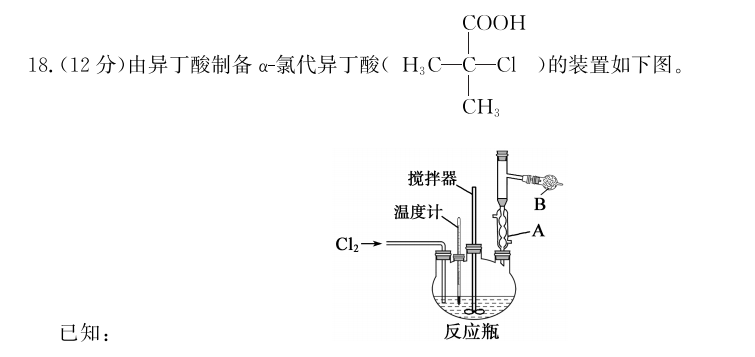 COOH
18.(12分)由异丁酸制备 α-氯代异丁酸( H₃C—C—Cl )的装置如下图。
CH₃
搅拌器
B
温度计
A
Cl₂
已知:
反应瓶